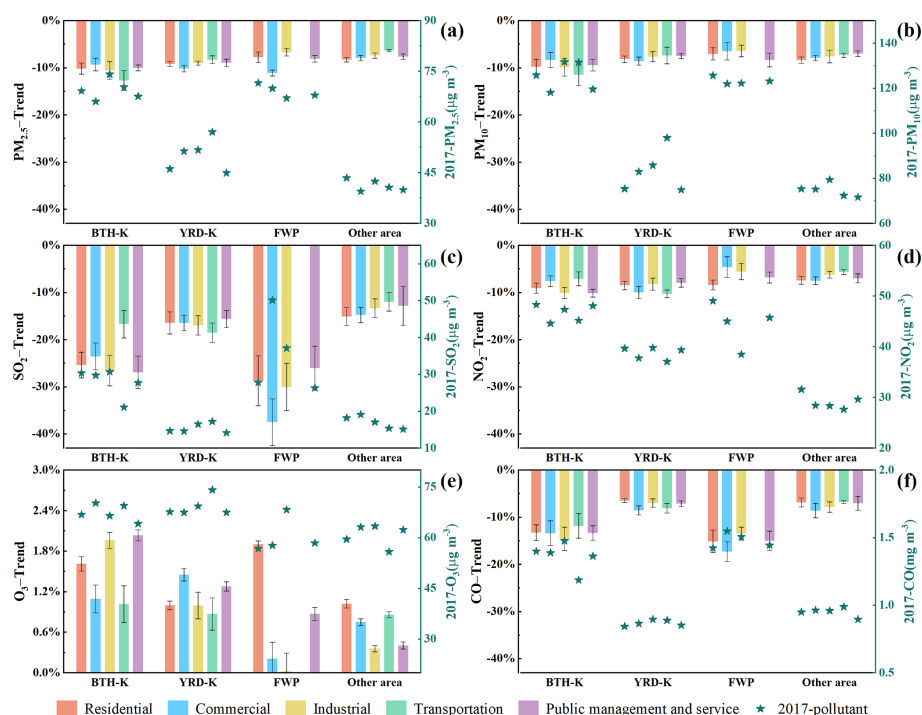 (a)
0%
-10%
-20%
-30%
-40%
PM2.5−Trend
90
75
60
45
30
2017-PM2.5(μg m-3)
BTH-K YRD-K FWP Other area
(b)
0%
-10%
-20%
-30%
-40%
PM10−Trend
140
120
100
80
60
2017-PM10(μg m-3)
BTH-K YRD-K FWP Other area
(c)
0%
-10%
-20%
-30%
-40%
SO2−Trend
60
50
40
30
20
10
2017-SO2(μg m-3)
BTH-K YRD-K FWP Other area
(d)
0%
-10%
-20%
-30%
-40%
NO2−Trend
60
50
40
30
20
2017-NO2(μg m-3)
BTH-K YRD-K FWP Other area
(e)
3.0%
2.4%
1.8%
1.2%
0.6%
0.0%
O3−Trend
75
60
45
30
2017-O3(μg m-3)
BTH-K YRD-K FWP Other area
(f)
0%
-10%
-20%
-30%
-40%
CO−Trend
2.0
1.5
1.0
0.5
2017-CO(mg m-3)
BTH-K YRD-K FWP Other area
Residential Commercial Industrial Transportation Public management and service 2017-pollutant